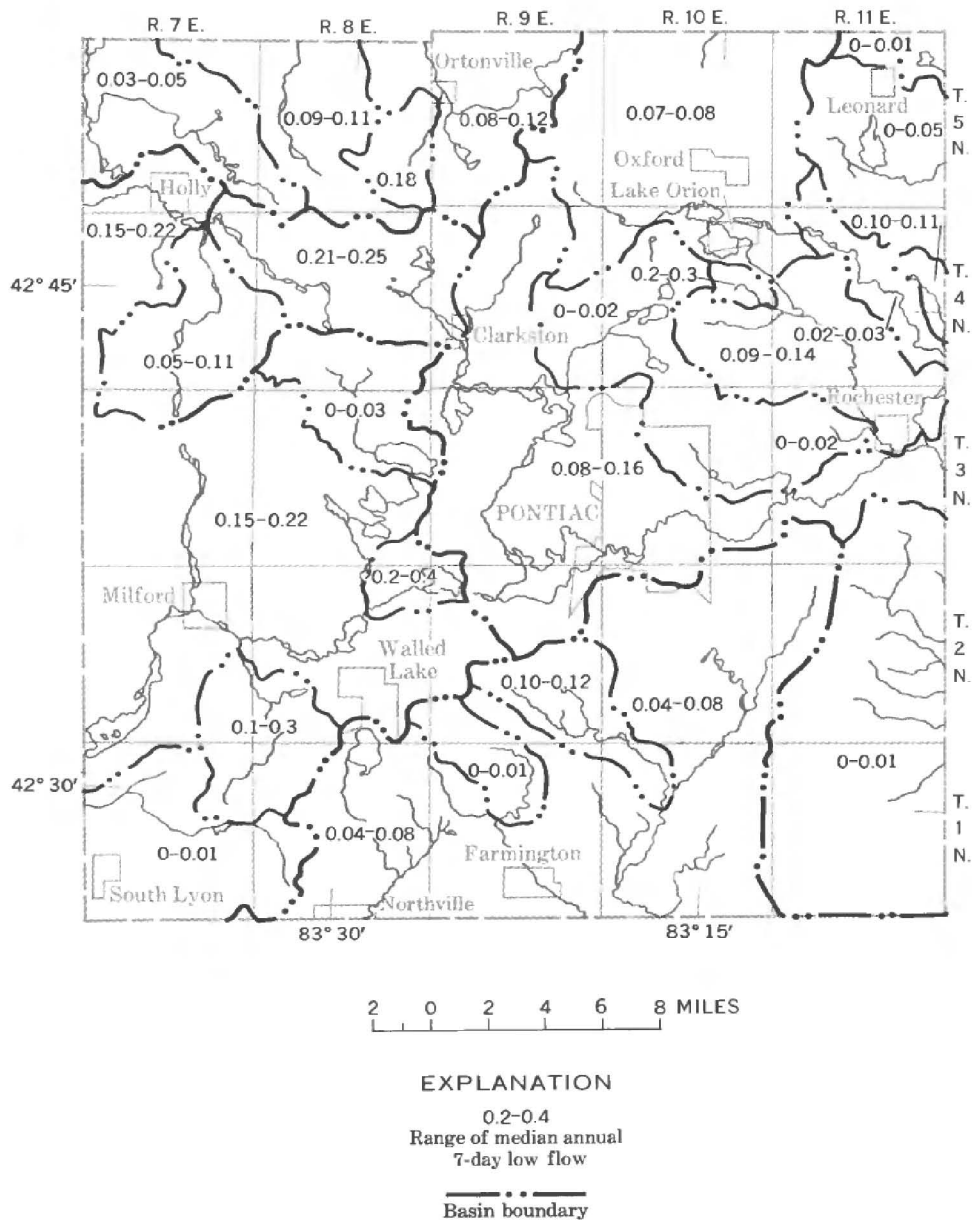 R. 7 E. R. 8 E. R. 9 E. R. 10 E. R. 11 E.
0-0.01
Ortonville
0.03-0.05
T.
5
N.
0.09-0.11
0.08-0.12
0.07-0.08
Leonard
0-0.05
Oxford
0.18
Holly
Lake Orion
0.15-0.22
0.10-0.11
0.21-0.25
T.
4
N.
42° 45′
0.2-0.3
0-0.02
0.02-0.03
Clarkston
0.05-0.11
0.09-0.14
0-0.03
Rochester
0-0.02
T.
3
N.
0.08-0.16
PONTIAC
0.15-0.22
0.2-0.4
Milford
T.
2
N.
Walled
Lake
0.10-0.12
0.04-0.08
0.1-0.3
0-0.01
0-0.01
42° 30′
T.
1
N.
0.04-0.08
0-0.01
Farmington
South Lyon
Northville
83° 30′ 83° 15′
2 0 2 4 6 8 MILES
EXPLANATION
0.2-0.4
Range of median annual
7-day low flow
Basin boundary